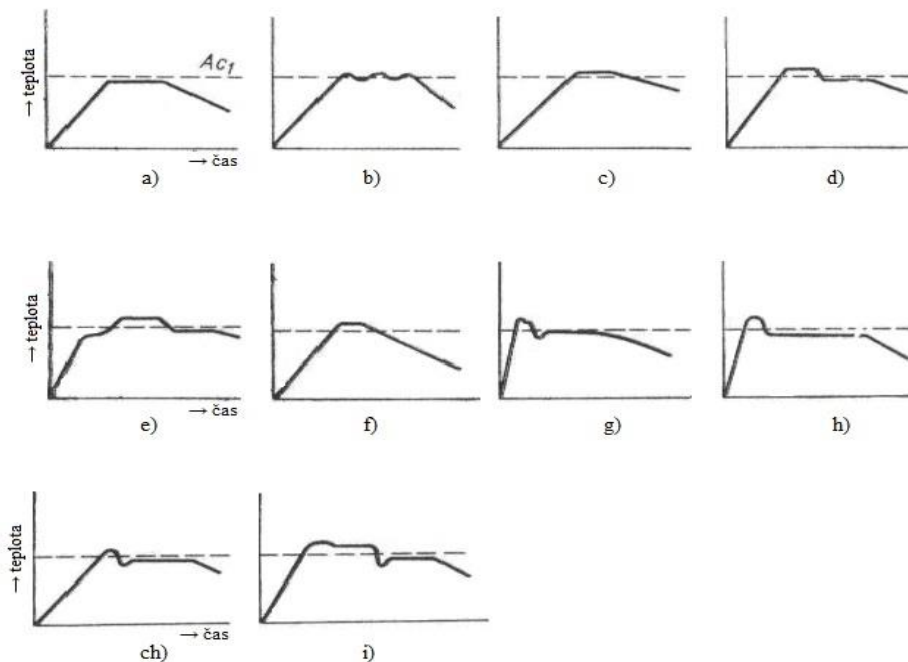 → teplota
Ac1
→ čas
a) b) c) d)
→ teplota
→ čas
e) f) g) h)
→ teplota
→ čas
ch) i)